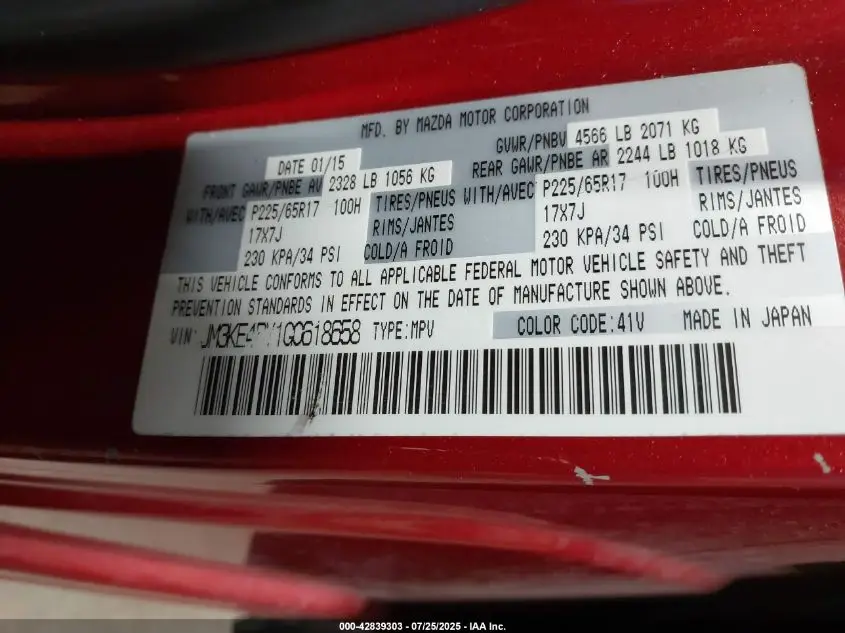 MFD. BY MAZDA MOTOR CORPORATION
DATE 01/15 GVWR/PNBV 4566 LB 2071 KG
FRONT GAWR/PNBE AV 2328 LB 1056 KG REAR GAWR/PNBE AR 2244 LB 1018 KG
WITH/AVEC P225/65R17 100H TIRES/PNEUS WITH/AVEC P225/65R17 100H TIRES/PNEUS
17X7J RIMS/JANTES 17X7J RIMS/JANTES
230 KPA/34 PSI COLD/A FROID 230 KPA/34 PSI COLD/A FROID
THIS VEHICLE CONFORMS TO ALL APPLICABLE FEDERAL MOTOR VEHICLE SAFETY AND THEFT
PREVENTION STANDARDS IN EFFECT ON THE DATE OF MANUFACTURE SHOWN ABOVE.
VIN: TYPE:MPV COLOR CODE:41V MADE IN JAPAN
000-42839303 / 07/25/2025 - IAA Inc.